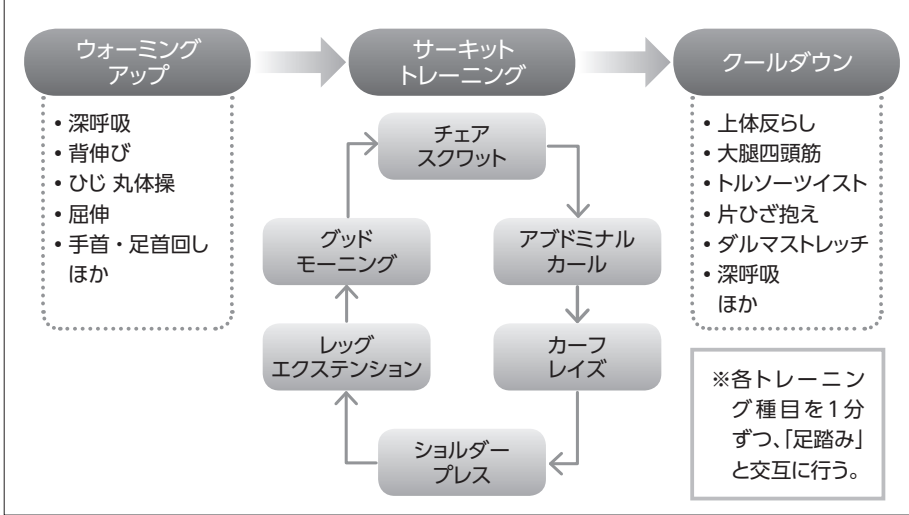 ウォーミング
アップ
サーキット
トレーニング
クールダウン
• 深呼吸
• 背伸び
• ひじ 丸体操
• 屈伸
• 手首・足首回し
ほか
チェア
スクワット
アブドミナル
カール
カーフ
レイズ
ショルダー
プレス
レッグ
エクステンション
グッド
モーニング
• 上体反らし
• 大腿四頭筋
• トルソーツイスト
• 片ひざ抱え
• ダルマストレッチ
• 深呼吸
ほか
※各トレーニン
グ種目を1分
ずつ、「足踏み」
と交互に行う。